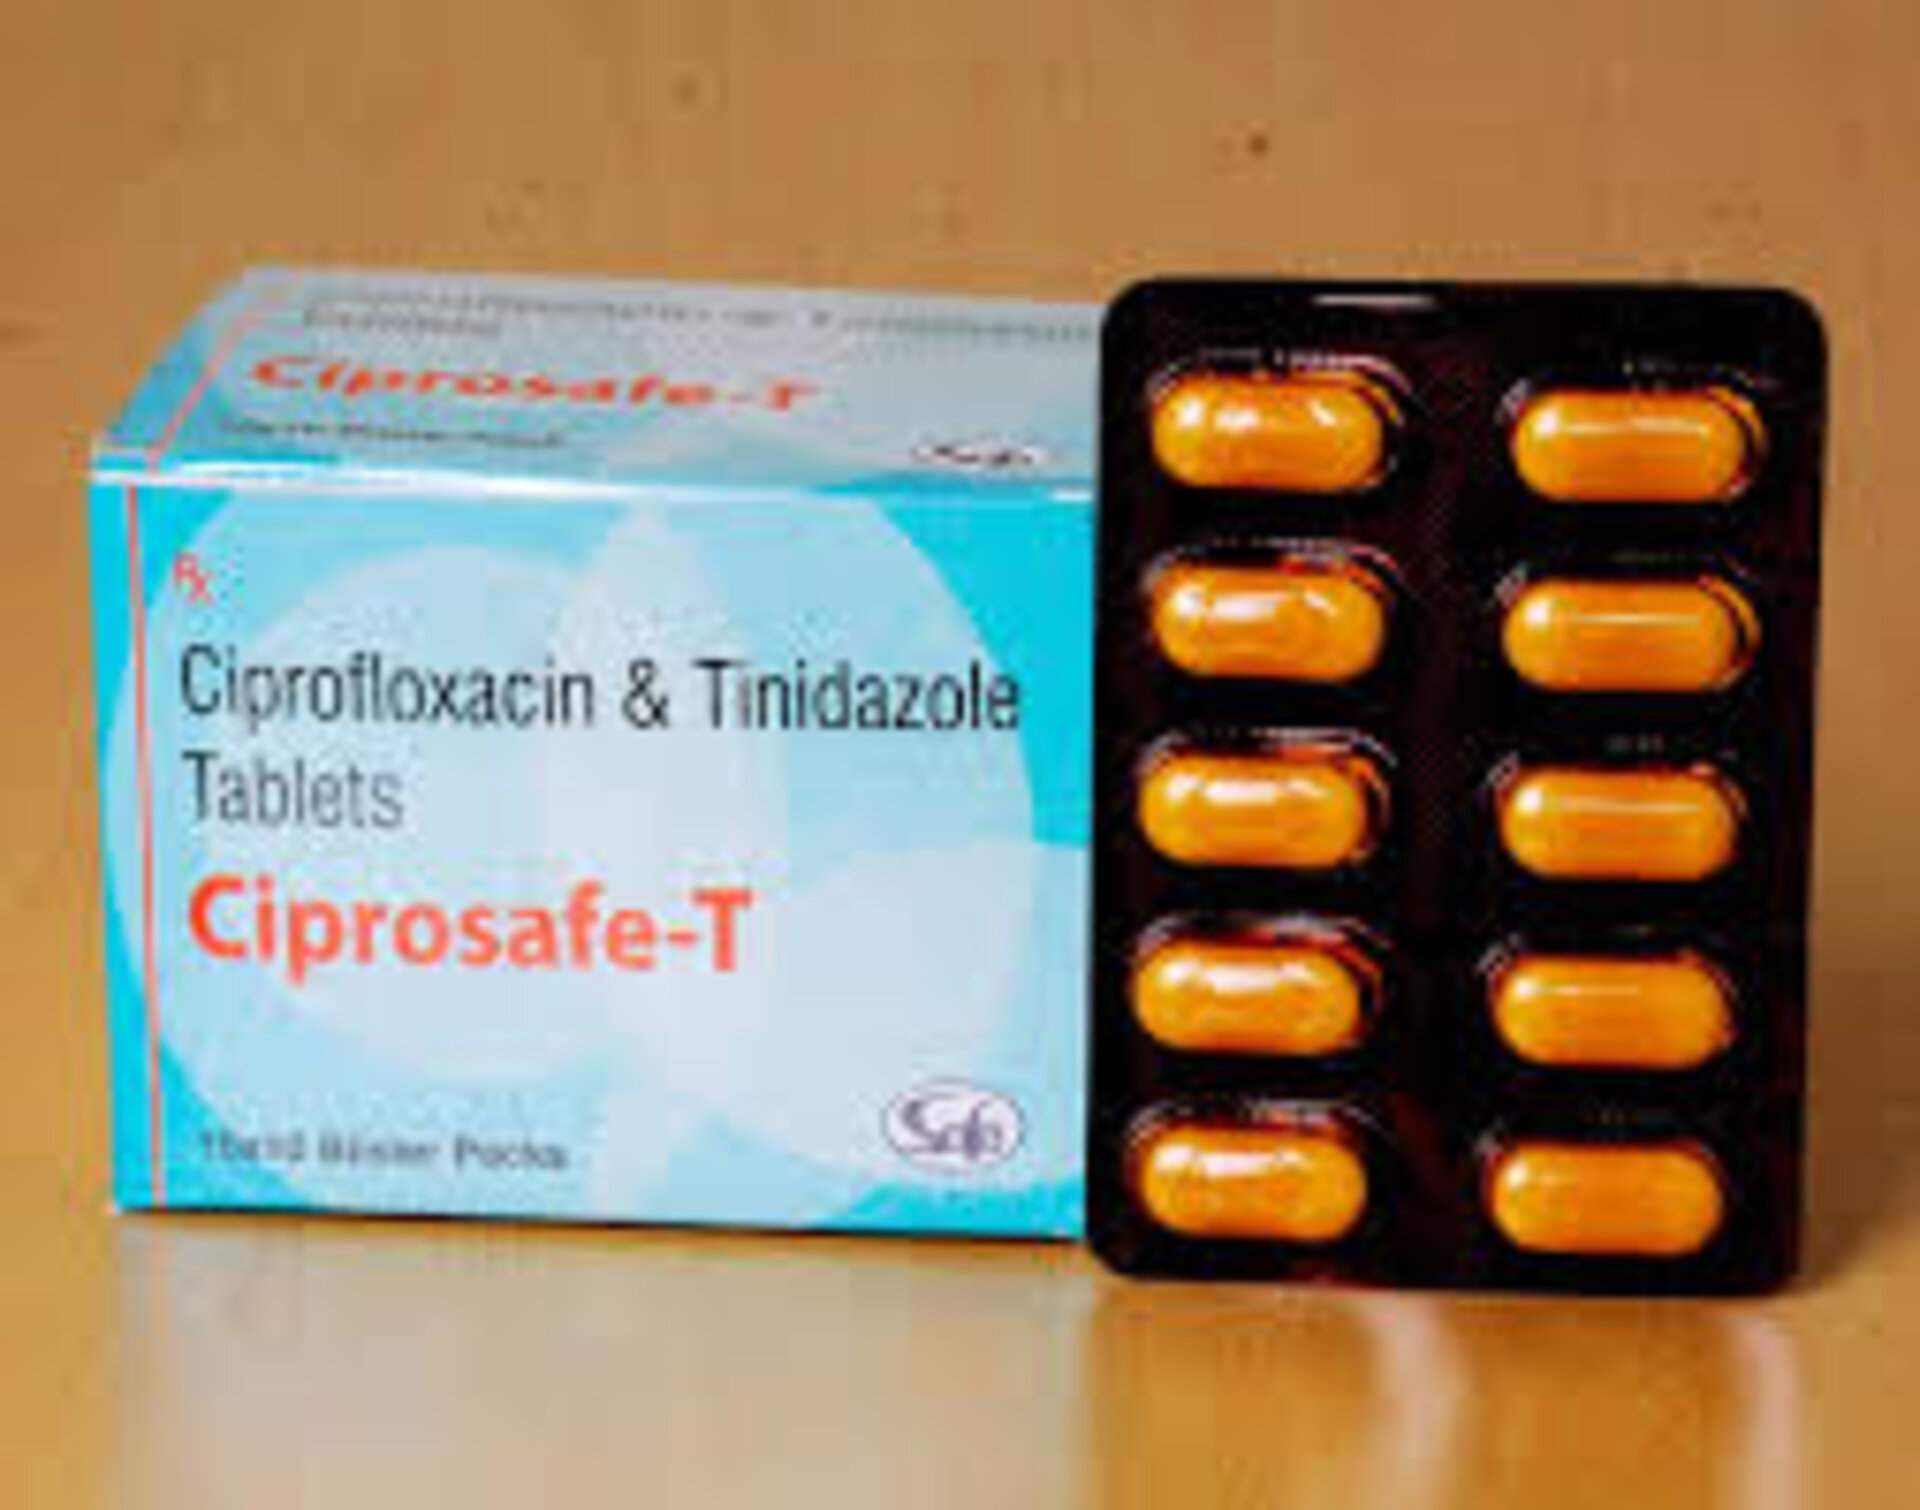 Ciprosafe-T
Rx
Ciprofloxacin & Tinidazole
Tablets
Ciprosafe-T
10x10 Blister Packs
Safe